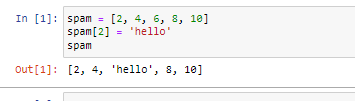 In [1]: spam = [2, 4, 6, 8, 10]
spam[2] = 'hello'
spam
Out[1]: [2, 4, 'hello', 8, 10]